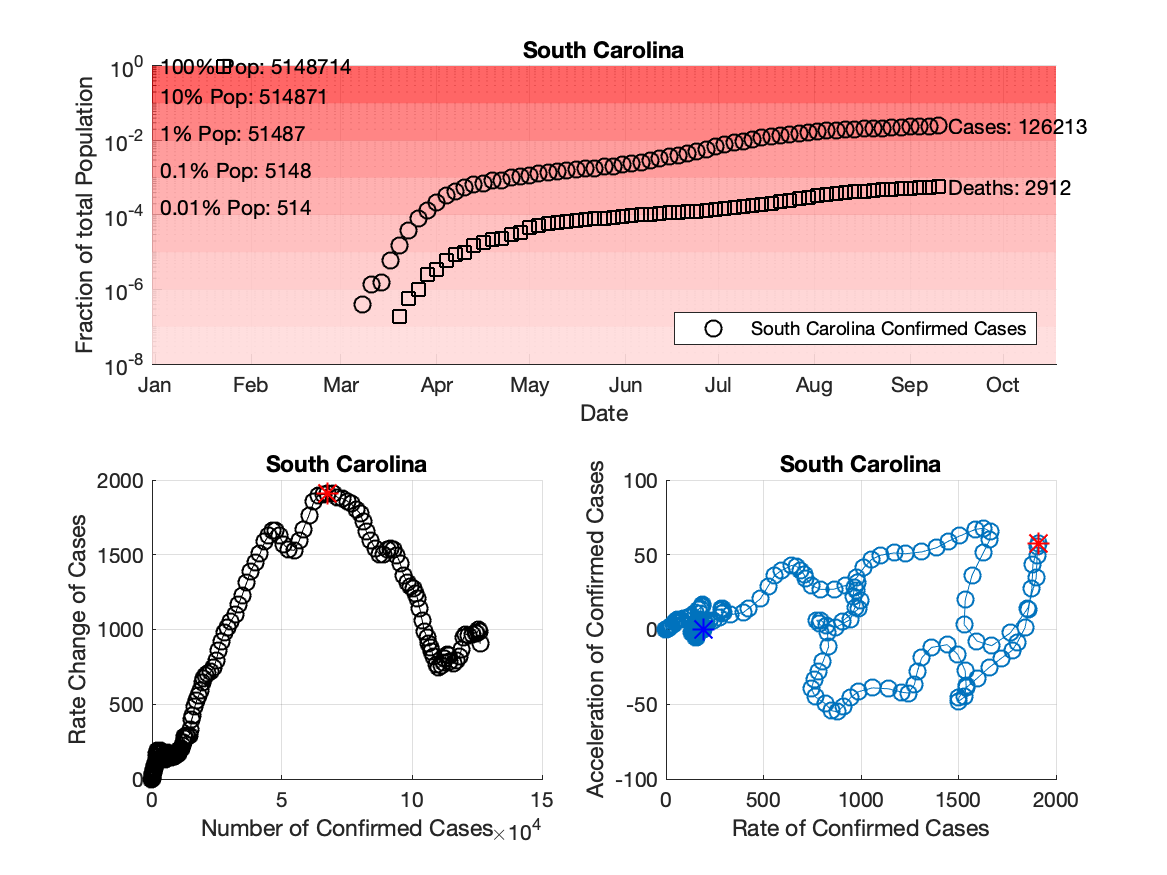 South Carolina
10^0
10^-2
10^-4
10^-6
10^-8
Fraction of total Population
100% Pop: 5148714
10% Pop: 514871
1% Pop: 51487
0.1% Pop: 5148
0.01% Pop: 514
Cases: 126213
Deaths: 2912
South Carolina Confirmed Cases
Jan Feb Mar Apr May Jun Jul Aug Sep Oct
Date
South Carolina
2000
1500
1000
500
0
Rate Change of Cases
0 5 10 15
Number of Confirmed Cases ×10^4
South Carolina
100
50
0
-50
-100
Acceleration of Confirmed Cases
0 500 1000 1500 2000
Rate of Confirmed Cases